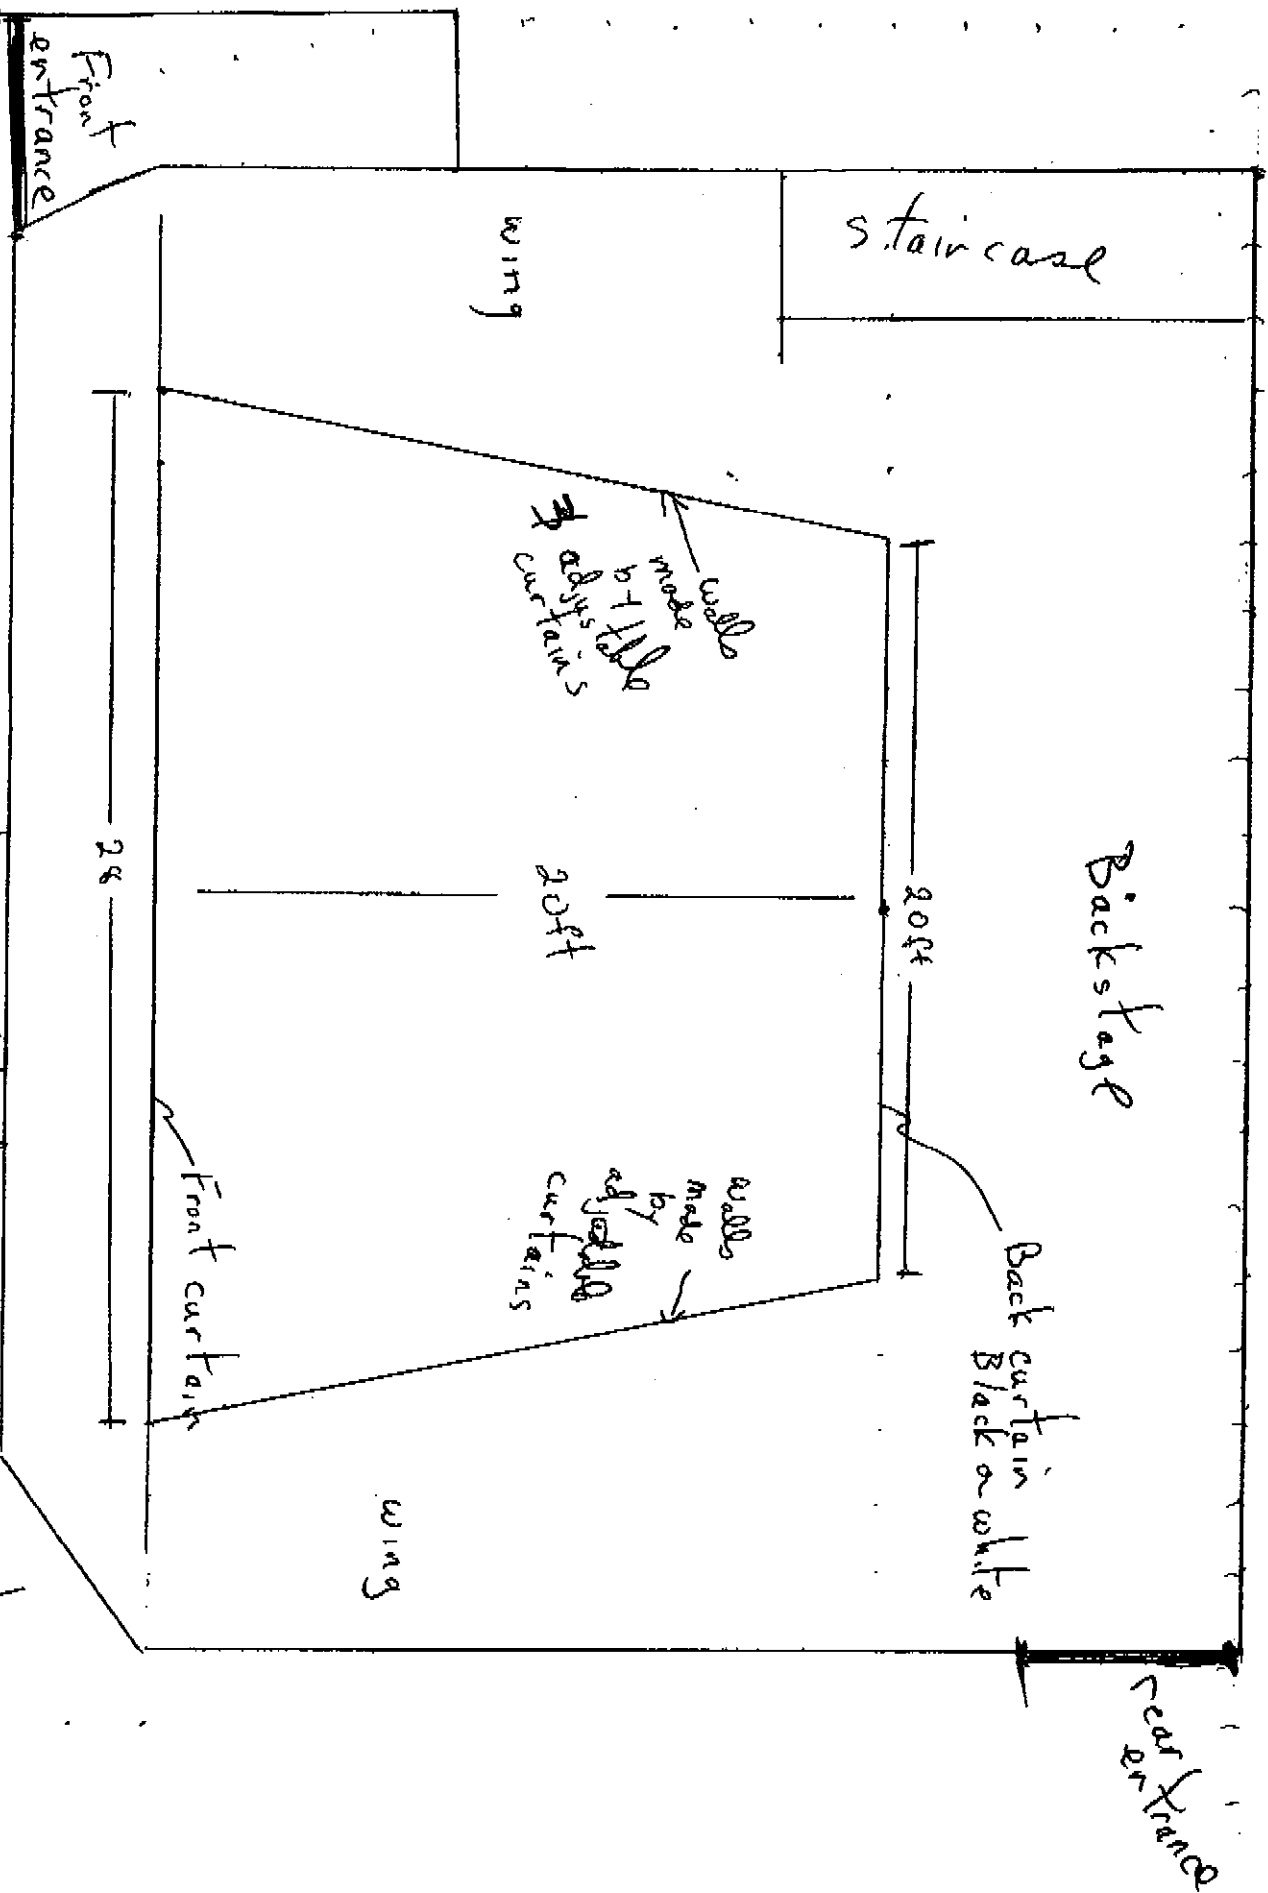 staircase
Backstage
rear
entrance
Back curtain
Black or white
20ft
walls
made
by
adjustable
curtains
20ft
walls
made
by
adjustable
curtains
wing
wing
Front curtain
28
Front
entrance